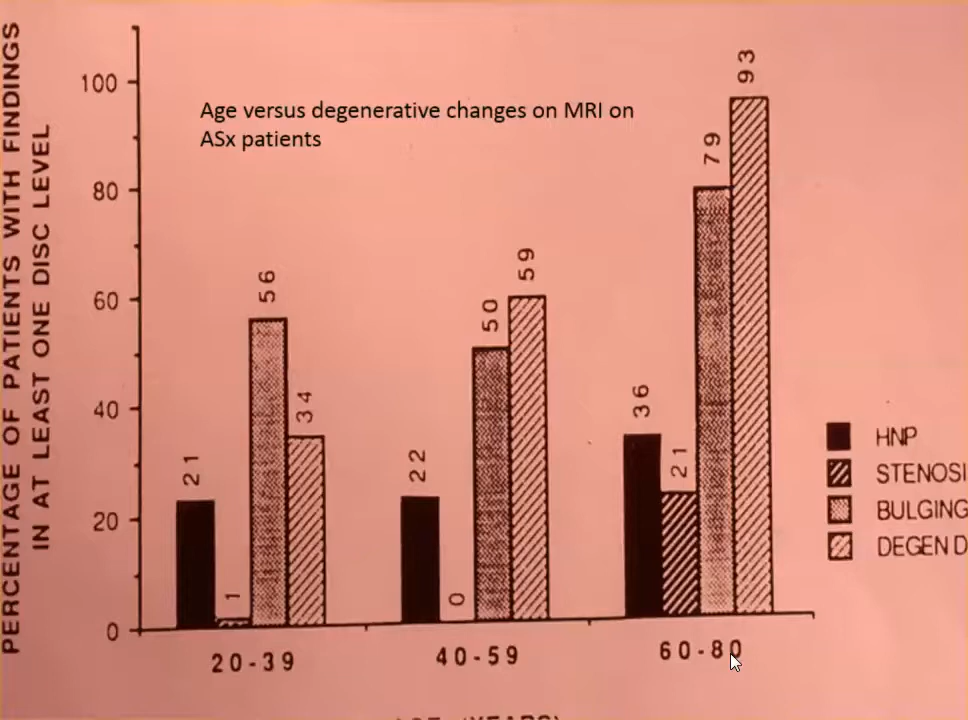 PERCENTAGE OF PATIENTS WITH FINDINGS
IN AT LEAST ONE DISC LEVEL
Age versus degenerative changes on MRI on
ASx patients
100
80
60
40
20
0
21
1
56
34
22
0
50
59
36
21
79
93
20-39
40-59
60-80
HNP
STENOSI
BULGING
DEGEN D
(YEARS)